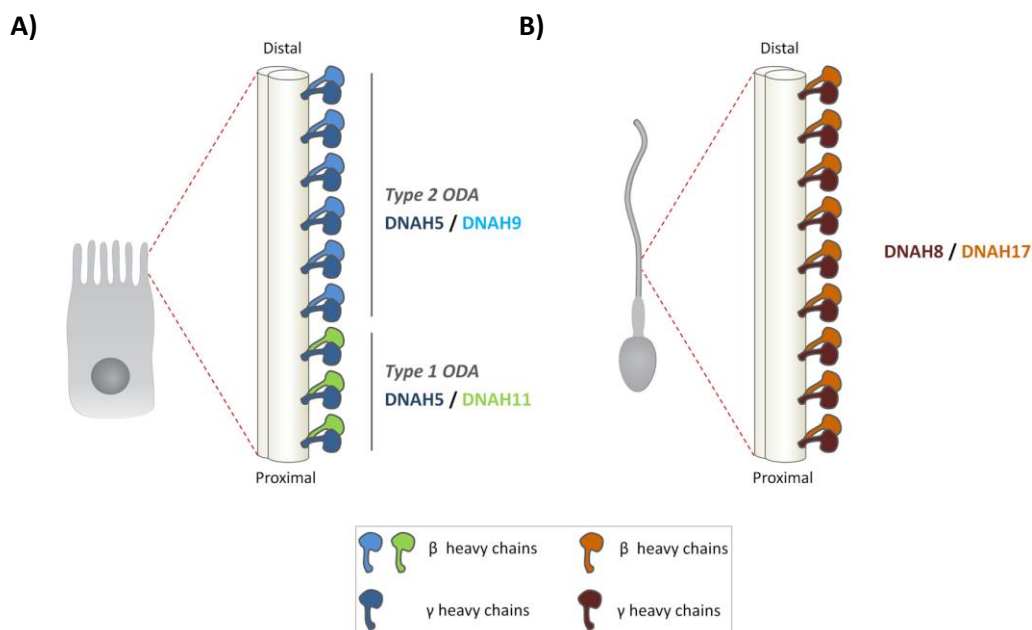 A)
Distal
Type 2 ODA
DNAH5 / DNAH9
Type 1 ODA
DNAH5 / DNAH11
Proximal
B)
Distal
DNAH8 / DNAH17
Proximal
β heavy chains
β heavy chains
γ heavy chains
γ heavy chains